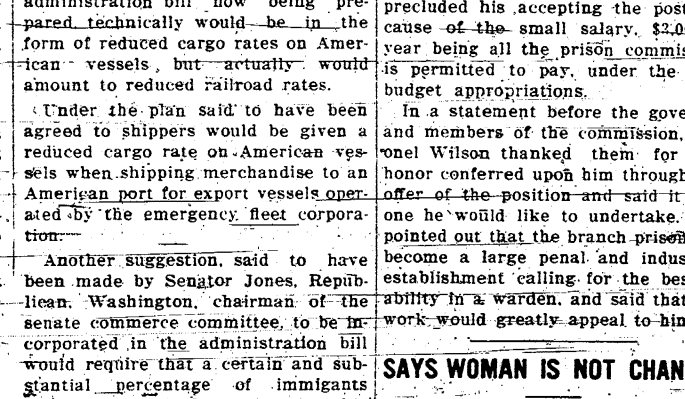 administration bill now being pre-
pared technically would be in the
form of reduced cargo rates on Amer-
ican vessels, but actually would
amount to reduced railroad rates.
Under the plan said to have been
agreed to shippers would be given a
reduced cargo rate on American ves-
sels when shipping merchandise to an
American port for export vessels oper-
ated by the emergency fleet corpora-
tion.
Another suggestion, said to have
been made by Senator Jones, Repub-
lican, Washington, chairman of the
senate commerce committee, to be in-
corporated in the administration bill
would require that a certain and sub-
stantial percentage of immigants
precluded his accepting the post
cause of the small salary,
year being all the prison commis
is permitted to pay, under the
budget appropriations.
In a statement before the gove
and members of the commission,
onel Wilson thanked them for
honor conferred upon him through
offer of the position and said it
one he would like to undertake.
pointed out that the branch prison
become a large penal and indus
establishment calling for the bes
ability in a warden, and said that
work would greatly appeal to him
SAYS WOMAN IS NOT CHAN